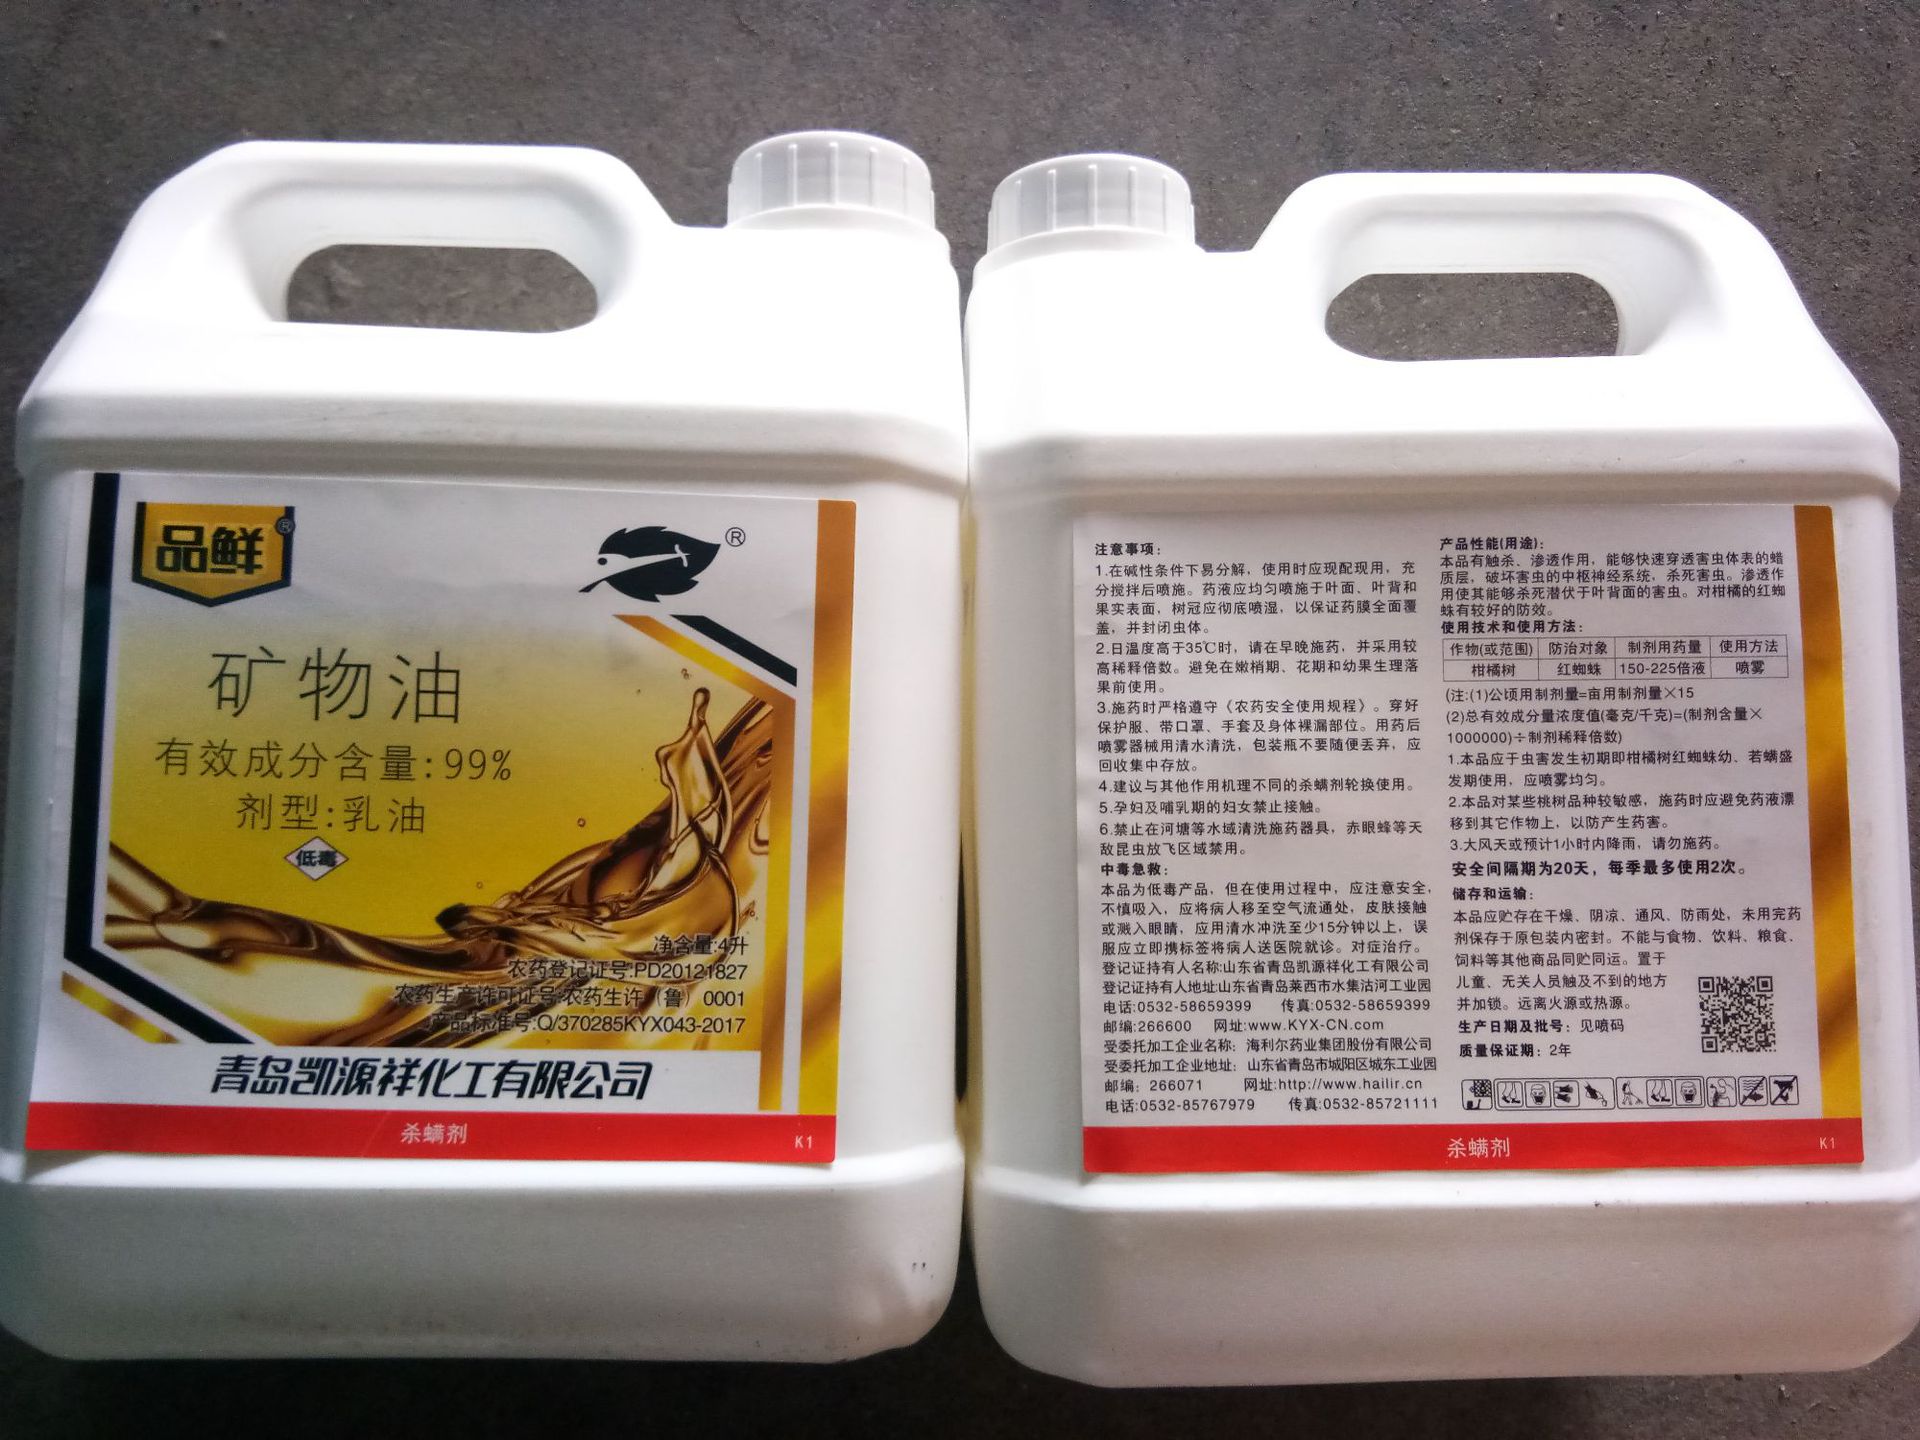 品鲜®
®
矿物油
有效成分含量:99%
剂型:乳油
低毒
净含量:4升
农药登记证号:PD20121827
农药生产许可证号:农药生许（鲁）0001
产品标准号:Q/370285KYX043-2017
青岛凯源祥化工有限公司
杀螨剂
K1
注意事项：
1.在碱性条件下易分解，使用时应现配现用，充
分搅拌后喷施。药液应均匀喷施于叶面、叶背和
果实表面，树冠应彻底喷湿，以保证药膜全面覆
盖，并封闭虫体。
2.日温度高于35℃时，请在早晚施药，并采用较
高稀释倍数。避免在嫩梢期、花期和幼果生理落
果前使用。
3.施药时严格遵守《农药安全使用规程》。穿好
保护服、带口罩、手套及身体裸漏部位。用药后
喷雾器械用清水清洗，包装瓶不要随便丢弃，应
回收集中存放。
4.建议与其他作用机理不同的杀螨剂轮换使用。
5.孕妇及哺乳期的妇女禁止接触。
6.禁止在河塘等水域清洗施药器具，赤眼蜂等天
敌昆虫放飞区域禁用。
中毒急救：
本品为低毒产品，但在使用过程中，应注意安全，
不慎吸入，应将病人移至空气流通处，皮肤接触
或溅入眼睛，应用清水冲洗至少15分钟以上，误
服应立即携标签将病人送医院就诊。对症治疗。
登记证持有人名称:山东省青岛凯源祥化工有限公司
登记证持有人地址:山东省青岛莱西市水集沽河工业园
电话:0532-58659399 传真:0532-58659399
邮编:266600 网址:www.KYX-CN.com
受委托加工企业名称：海利尔药业集团股份有限公司
受委托加工企业地址：山东省青岛市城阳区城东工业园
邮编：266071 网址:http://www.hailir.cn
电话:0532-85767979 传真:0532-85721111
产品性能(用途)：
本品有触杀、渗透作用，能够快速穿透害虫体表的蜡
质层，破坏害虫的中枢神经系统，杀死害虫。渗透作
用使其能够杀死潜伏于叶背面的害虫。对柑橘的红蜘
蛛有较好的防效。
使用技术和使用方法：
作物(或范围) 防治对象 制剂用药量 使用方法
柑橘树 红蜘蛛 150-225倍液 喷雾
(注:(1)公顷用制剂量=亩用制剂量×15
(2)总有效成分量浓度值(毫克/千克)=(制剂含量×
1000000)÷制剂稀释倍数)
1.本品应于虫害发生初期即柑橘树红蜘蛛幼、若螨盛
发期使用，应喷雾均匀。
2.本品对某些桃树品种较敏感，施药时应避免药液漂
移到其它作物上，以防产生药害。
3.大风天或预计1小时内降雨，请勿施药。
安全间隔期为20天，每季最多使用2次。
储存和运输：
本品应贮存在干燥、阴凉、通风、防雨处，未用完药
剂保存于原包装内密封。不能与食物、饮料、粮食、
饲料等其他商品同贮同运。置于
儿童、无关人员触及不到的地方
并加锁。远离火源或热源。
生产日期及批号：见喷码
质量保证期：2年
杀螨剂
K1